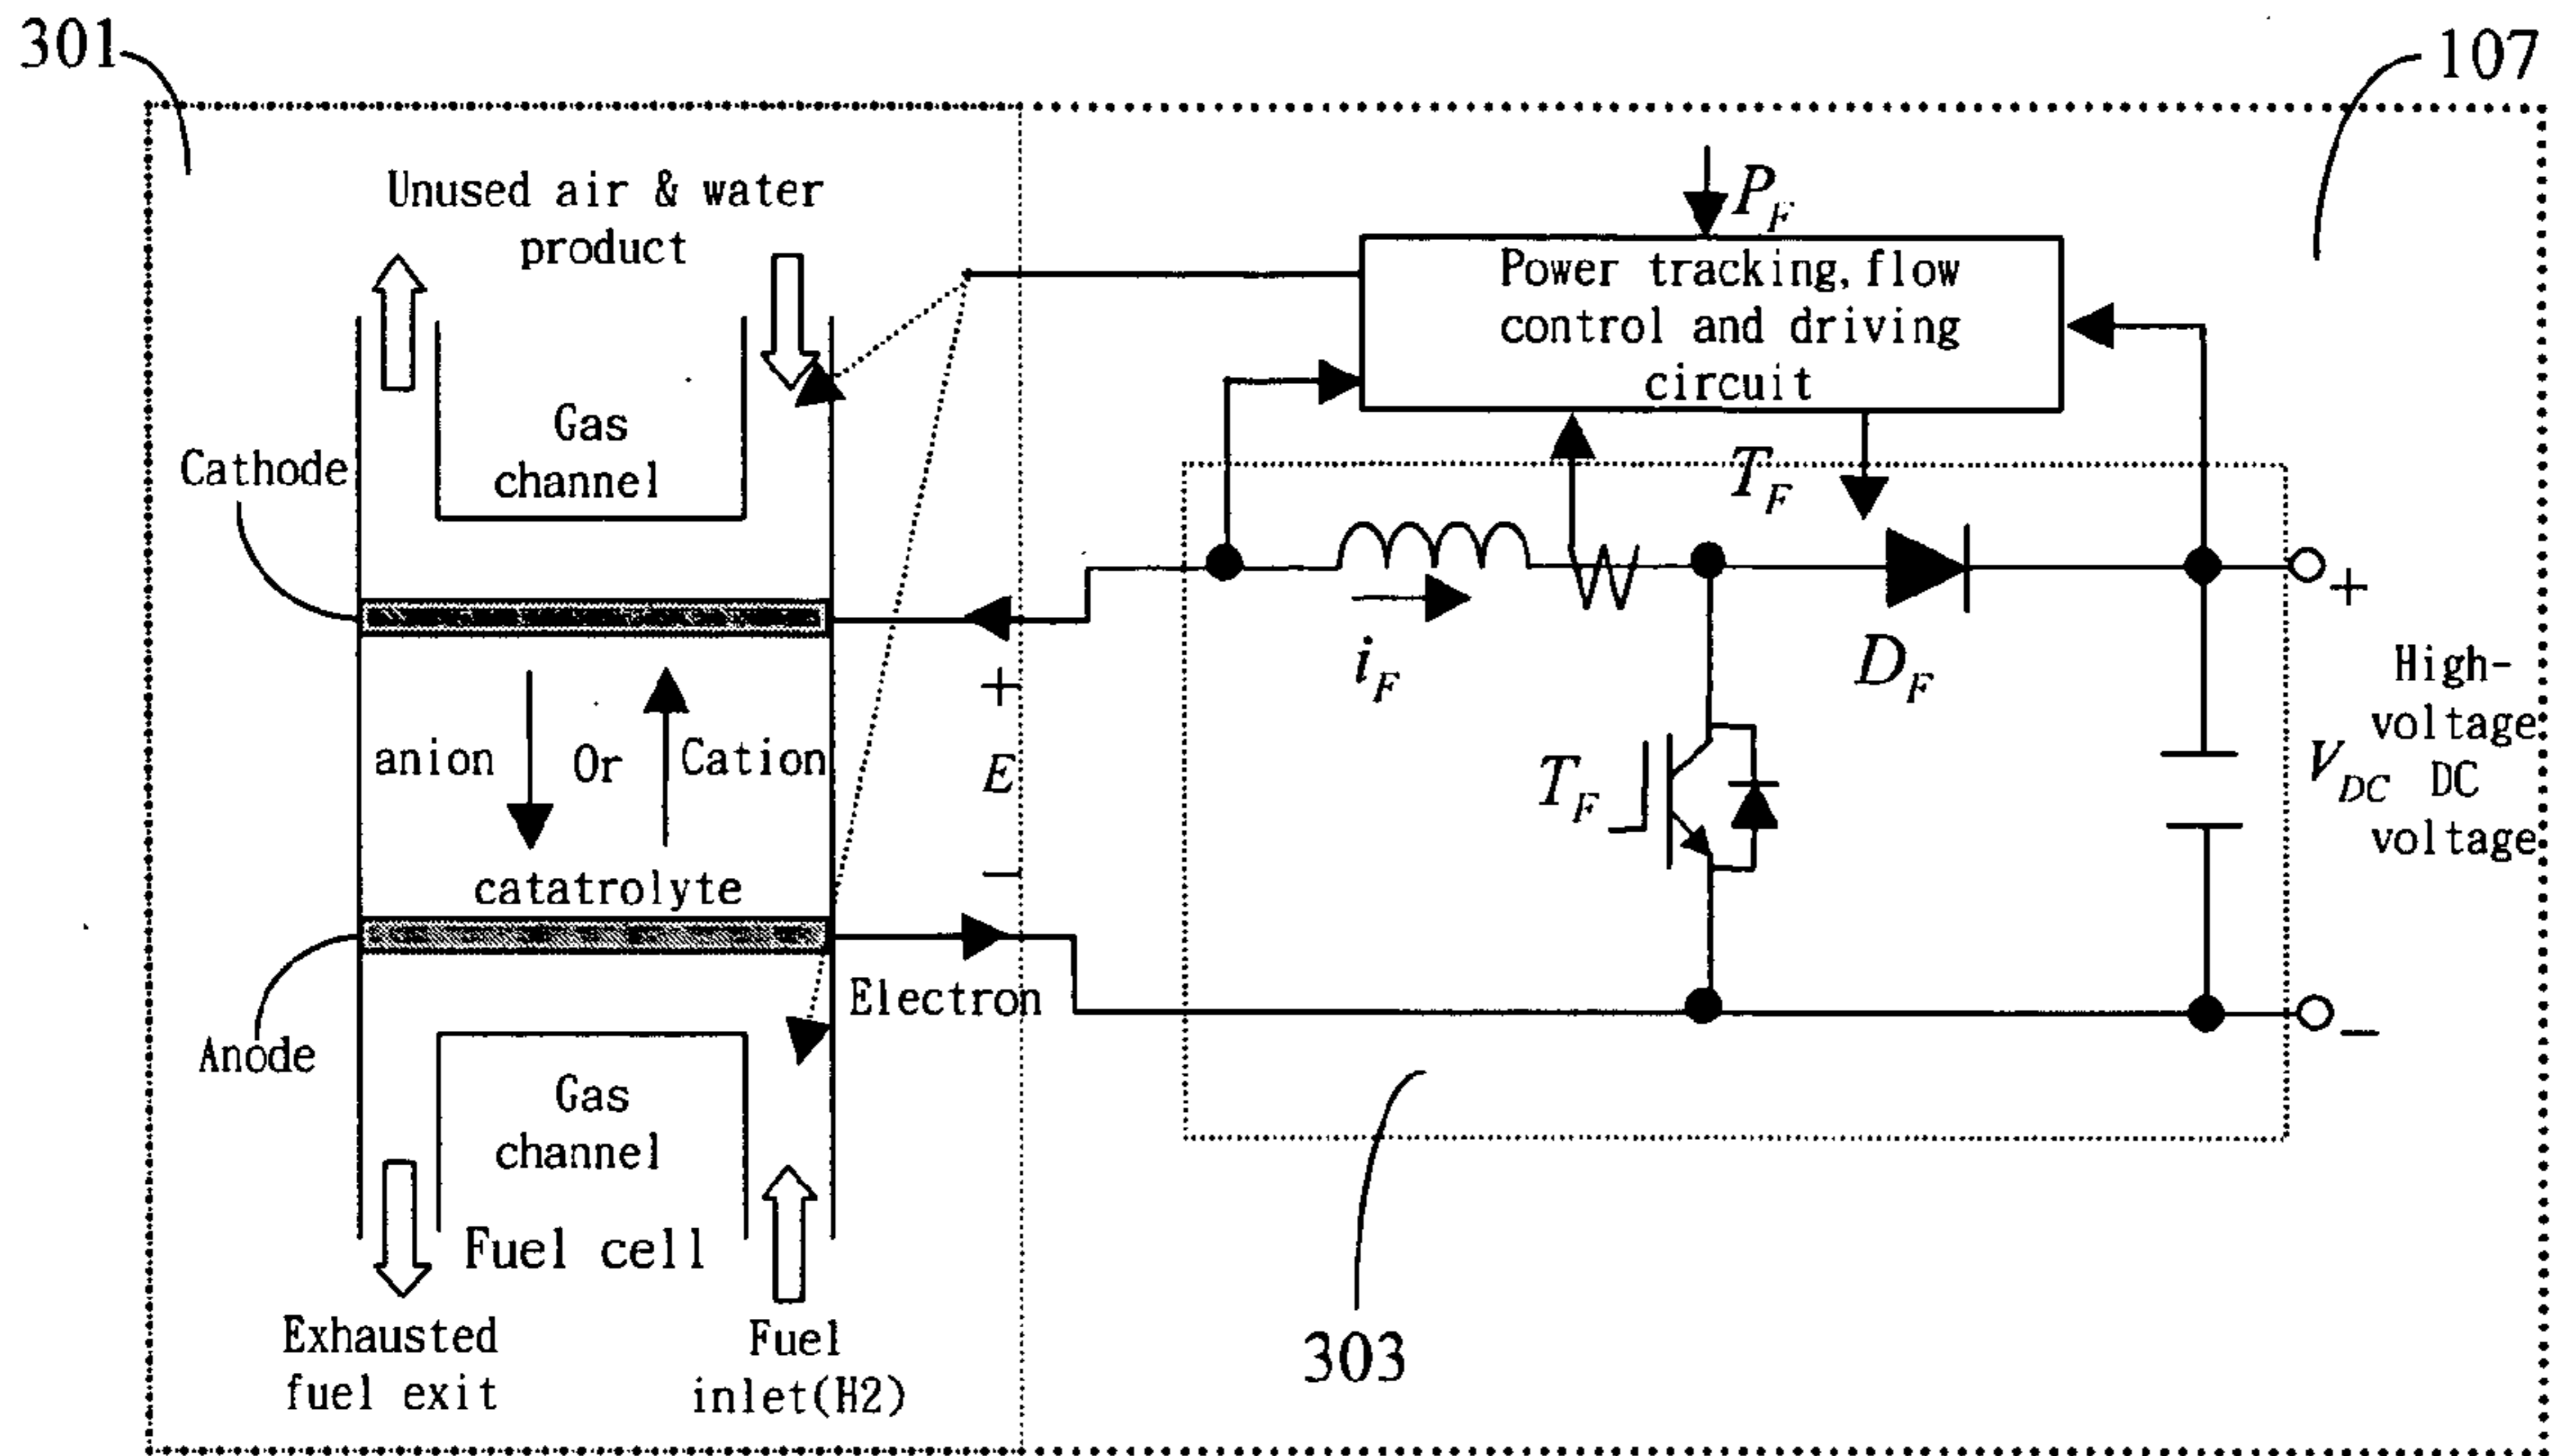 301
107
Unused air & water
product
P_F
Power tracking, flow
control and driving
circuit
Gas
channel
Cathode
T_F
i_F
D_F
+
+
High-
voltage
V_DC DC
voltage
anion Or Cation
E
T_F
catatrolyte
−
Electron
−
Anode
Gas
channel
Fuel cell
303
Exhausted
fuel exit
Fuel
inlet(H2)